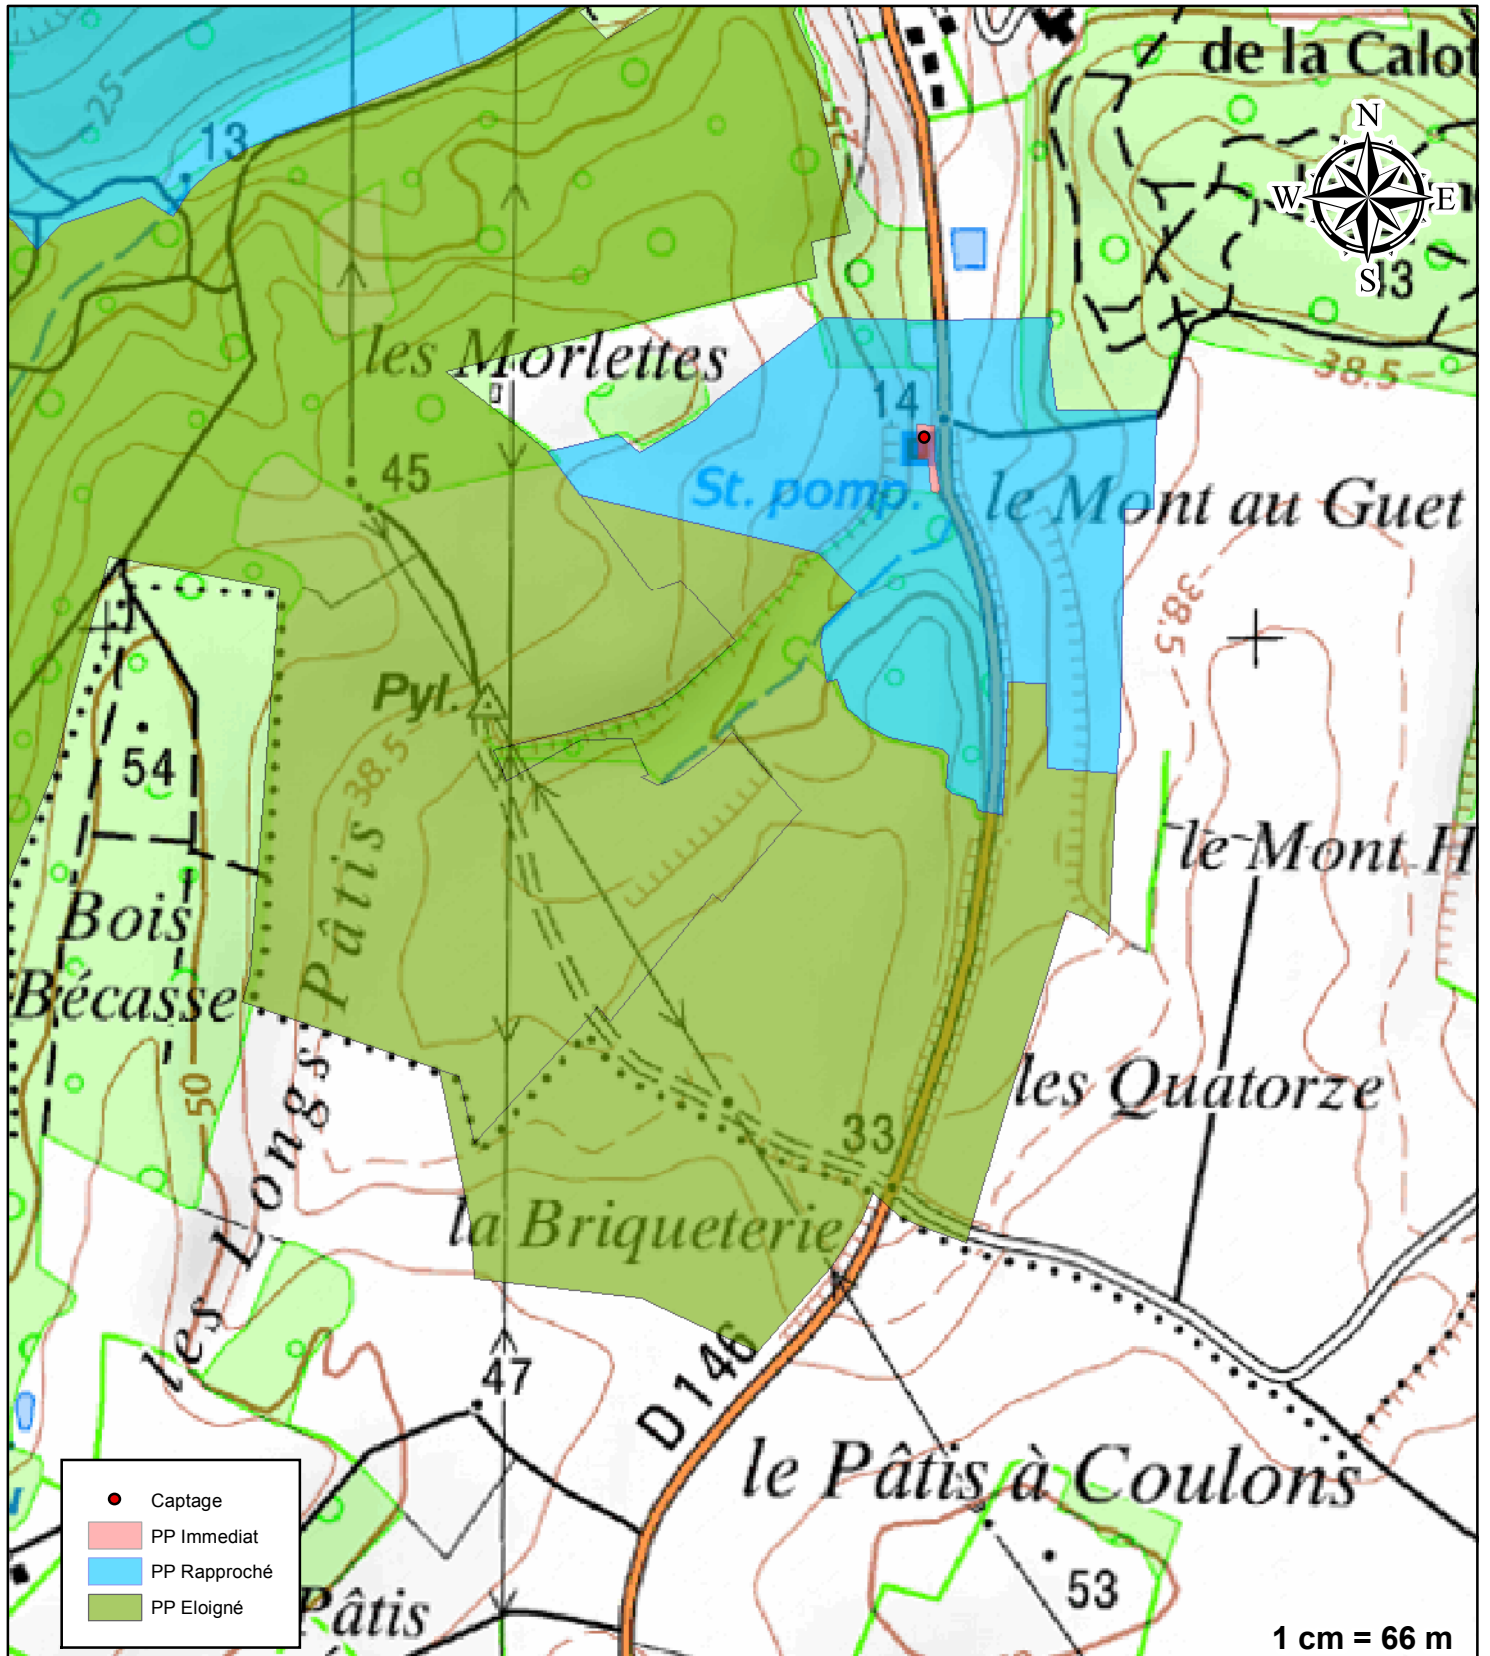 de la Calot
25
13
25
N
W E
S
13
les Morlettes
38.5
14
45
St. pomp.
le Mont au Guet
38.5
Pyl.
54
38.5
le Mont H
Bois
Bécasse
les Longs Pâtis
50
les Quatorze
33
la Briqueterie
47
D 146
le Pâtis à Coulons
53
Pâtis
Captage
PP Immediat
PP Rapproché
PP Eloigné
1 cm = 66 m